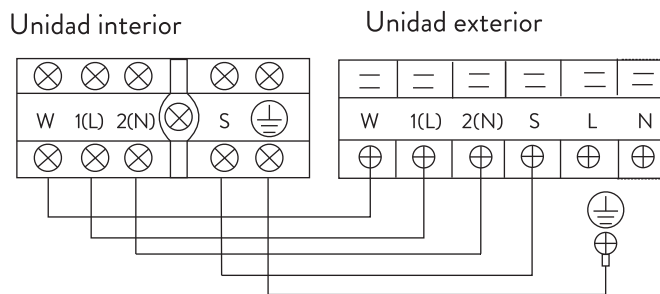 Unidad interior
Unidad exterior
W 1(L) 2(N) S
W 1(L) 2(N) S L N